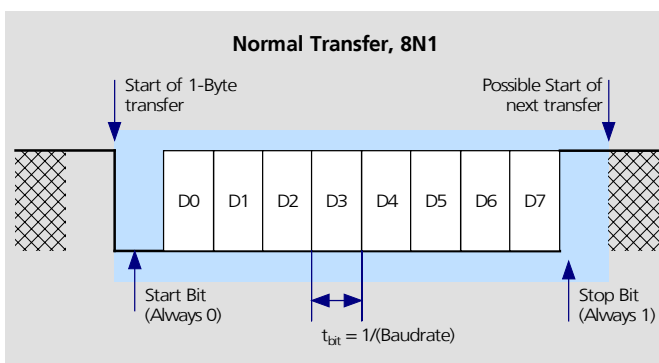 Normal Transfer, 8N1
Start of 1-Byte
transfer
Possible Start of
next transfer
D0 D1 D2 D3 D4 D5 D6 D7
Start Bit
(Always 0)
Stop Bit
(Always 1)
tbit = 1/(Baudrate)